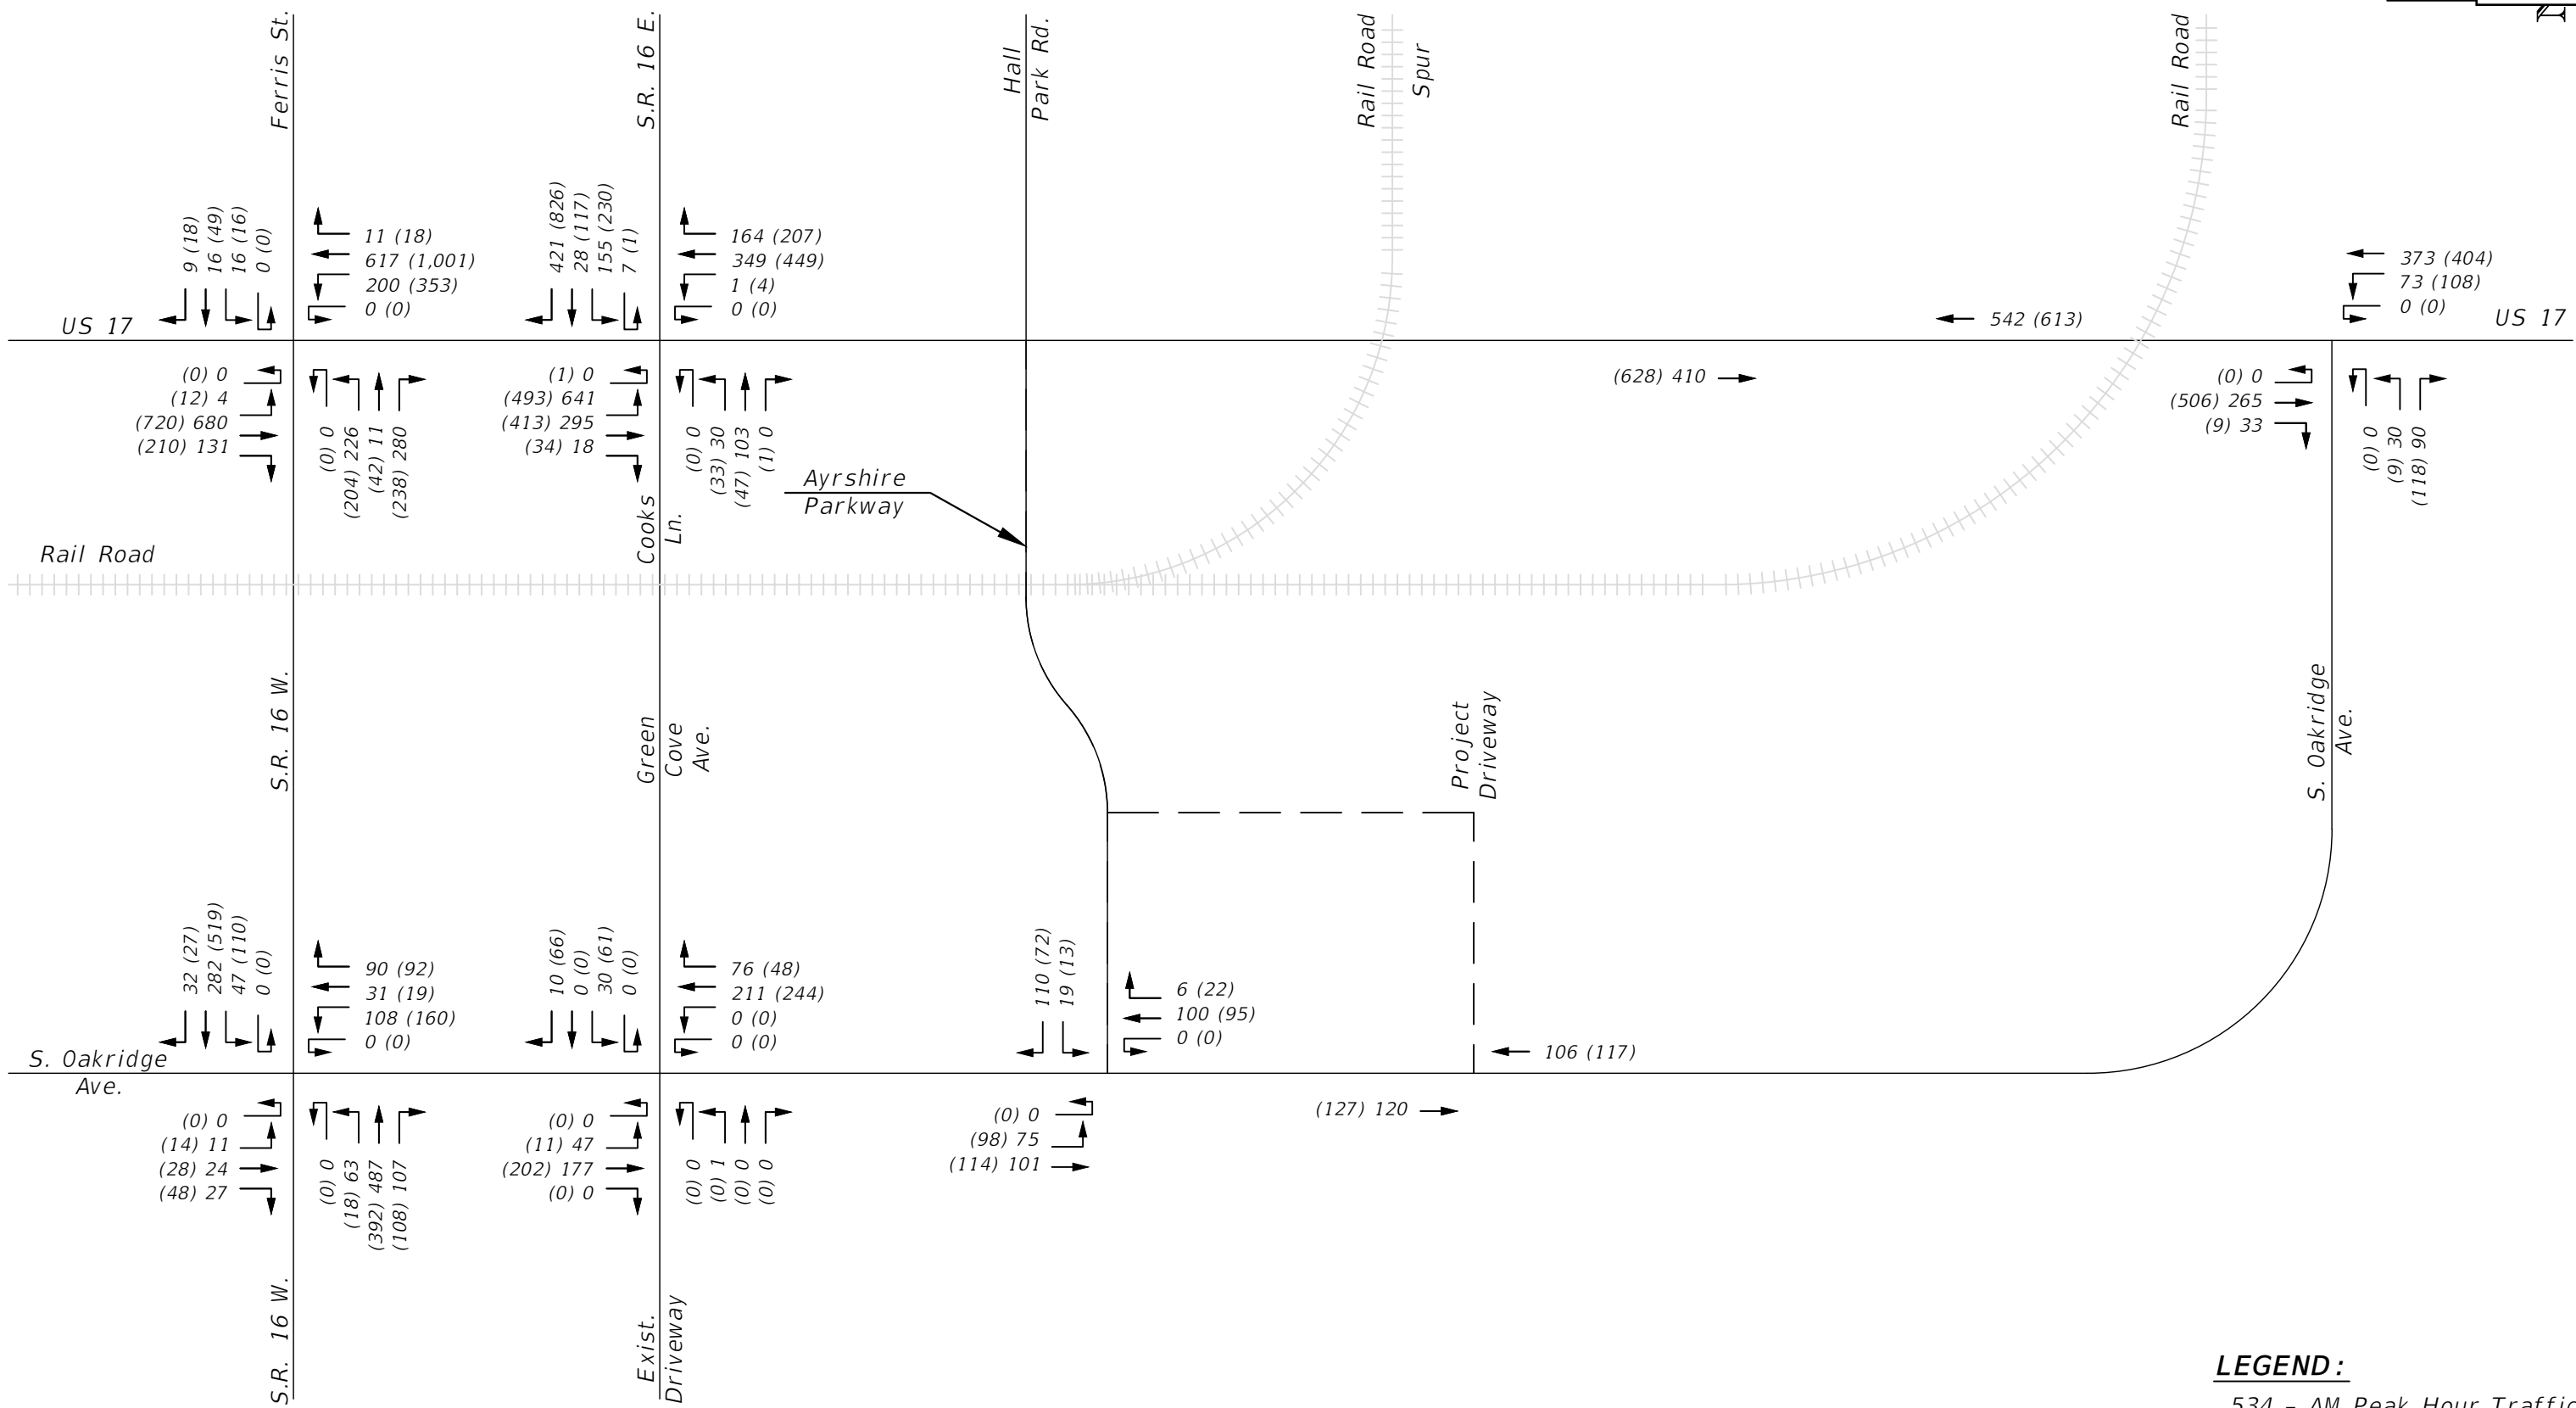 Ferris St.
S.R. 16 E.
Hall
Park Rd.
Rail Road
Spur
Rail Road
9 (18)
16 (49)
16 (16)
0 (0)
11 (18)
617 (1,001)
200 (353)
0 (0)
421 (826)
28 (117)
155 (230)
7 (1)
164 (207)
349 (449)
1 (4)
0 (0)
373 (404)
73 (108)
0 (0)
US 17
542 (613)
US 17
(0) 0
(12) 4
(720) 680
(210) 131
(0) 0
(204) 226
(42) 11
(238) 280
(1) 0
(493) 641
(413) 295
(34) 18
(0) 0
(33) 30
(47) 103
(1) 0
(628) 410
(0) 0
(506) 265
(9) 33
(0) 0
(9) 30
(118) 90
Ayrshire
Parkway
Cooks
Ln.
Rail Road
S.R. 16 W.
Green
Cove
Ave.
Project
Driveway
S. Oakridge
Ave.
32 (27)
282 (519)
47 (110)
0 (0)
90 (92)
31 (19)
108 (160)
0 (0)
10 (66)
0 (0)
30 (61)
0 (0)
76 (48)
211 (244)
0 (0)
0 (0)
110 (72)
19 (13)
6 (22)
100 (95)
0 (0)
106 (117)
S. Oakridge
Ave.
(0) 0
(14) 11
(28) 24
(48) 27
(0) 0
(18) 63
(392) 487
(108) 107
(0) 0
(11) 47
(202) 177
(0) 0
(0) 0
(0) 1
(0) 0
(0) 0
(0) 0
(98) 75
(114) 101
(127) 120
S.R. 16 W.
Exist.
Driveway
LEGEND:
534 - AM Peak Hour Traffic